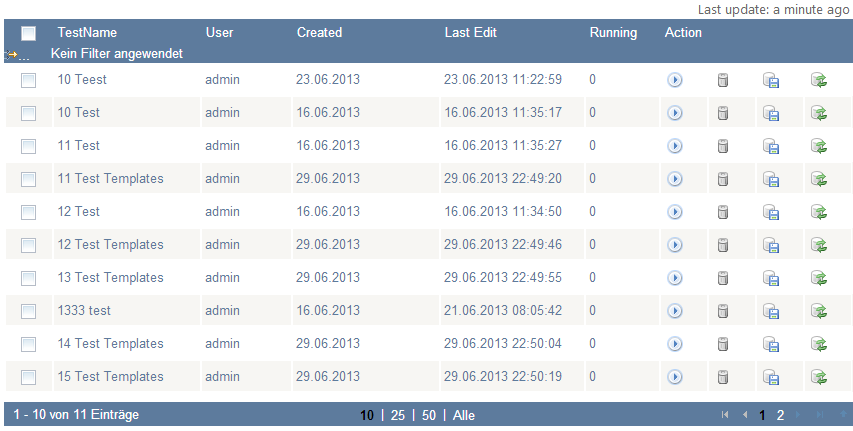 Last update: a minute ago
TestName User Created Last Edit Running Action
... Kein Filter angewendet
10 Teest admin 23.06.2013 23.06.2013 11:22:59 0
10 Test admin 16.06.2013 16.06.2013 11:35:17 0
11 Test admin 16.06.2013 16.06.2013 11:35:27 0
11 Test Templates admin 29.06.2013 29.06.2013 22:49:20 0
12 Test admin 16.06.2013 16.06.2013 11:34:50 0
12 Test Templates admin 29.06.2013 29.06.2013 22:49:46 0
13 Test Templates admin 29.06.2013 29.06.2013 22:49:55 0
1333 test admin 16.06.2013 21.06.2013 08:05:42 0
14 Test Templates admin 29.06.2013 29.06.2013 22:50:04 0
15 Test Templates admin 29.06.2013 29.06.2013 22:50:19 0
1 - 10 von 11 Einträge 10 | 25 | 50 | Alle 1 2